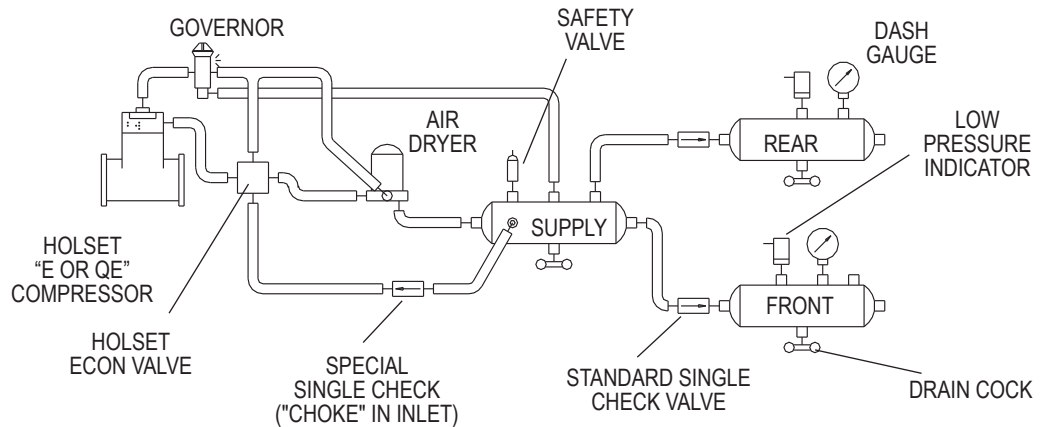 GOVERNOR
SAFETY
VALVE
DASH
GAUGE
AIR
DRYER
REAR
LOW
PRESSURE
INDICATOR
SUPPLY
HOLSET
“E OR QE”
COMPRESSOR
FRONT
HOLSET
ECON VALVE
SPECIAL
SINGLE CHECK
("CHOKE" IN INLET)
STANDARD SINGLE
CHECK VALVE
DRAIN COCK